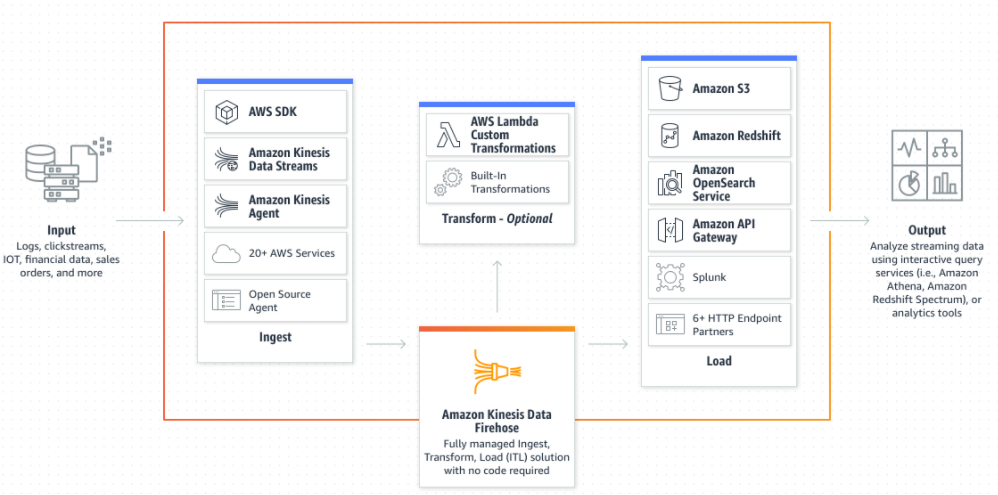 Input
Logs, clickstreams,
IOT, financial data, sales
orders, and more
AWS SDK
Amazon Kinesis
Data Streams
Amazon Kinesis
Agent
20+ AWS Services
Open Source
Agent
Ingest
AWS Lambda
Custom
Transformations
Built-In
Transformations
Transform - Optional
Amazon Kinesis Data
Firehose
Fully managed Ingest,
Transform, Load (ITL) solution
with no code required
Amazon S3
Amazon Redshift
Amazon
OpenSearch
Service
Amazon API
Gateway
Splunk
6+ HTTP Endpoint
Partners
Load
Output
Analyze streaming data
using interactive query
services (i.e., Amazon
Athena, Amazon
Redshift Spectrum), or
analytics tools